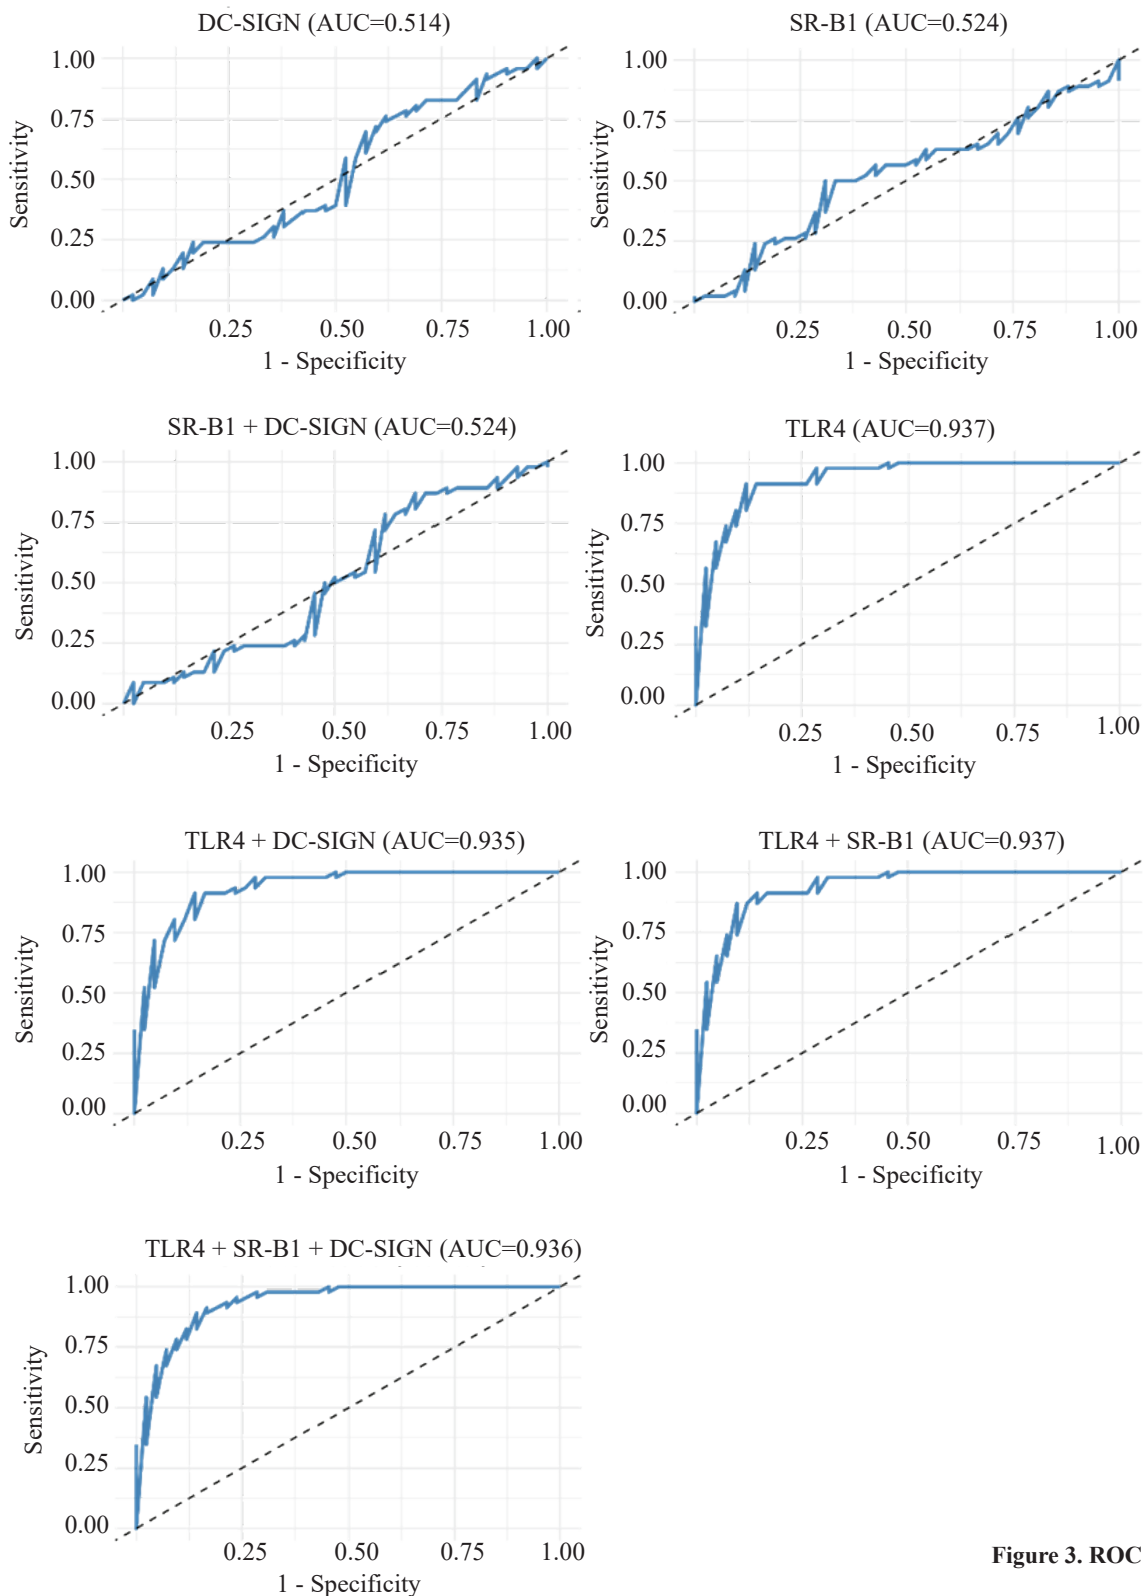 DC-SIGN (AUC=0.514)
1.00
0.75
0.50
0.25
0.00
Sensitivity
0.25 0.50 0.75 1.00
1 - Specificity
SR-B1 (AUC=0.524)
1.00
0.75
0.50
0.25
0.00
Sensitivity
0.25 0.50 0.75 1.00
1 - Specificity
SR-B1 + DC-SIGN (AUC=0.524)
1.00
0.75
0.50
0.25
0.00
Sensitivity
0.25 0.50 0.75 1.00
1 - Specificity
TLR4 (AUC=0.937)
1.00
0.75
0.50
0.25
0.00
Sensitivity
0.25 0.50 0.75 1.00
1 - Specificity
TLR4 + DC-SIGN (AUC=0.935)
1.00
0.75
0.50
0.25
0.00
Sensitivity
0.25 0.50 0.75 1.00
1 - Specificity
TLR4 + SR-B1 (AUC=0.937)
1.00
0.75
0.50
0.25
0.00
Sensitivity
0.25 0.50 0.75 1.00
1 - Specificity
TLR4 + SR-B1 + DC-SIGN (AUC=0.936)
1.00
0.75
0.50
0.25
0.00
Sensitivity
0.25 0.50 0.75 1.00
1 - Specificity
Figure 3. ROC